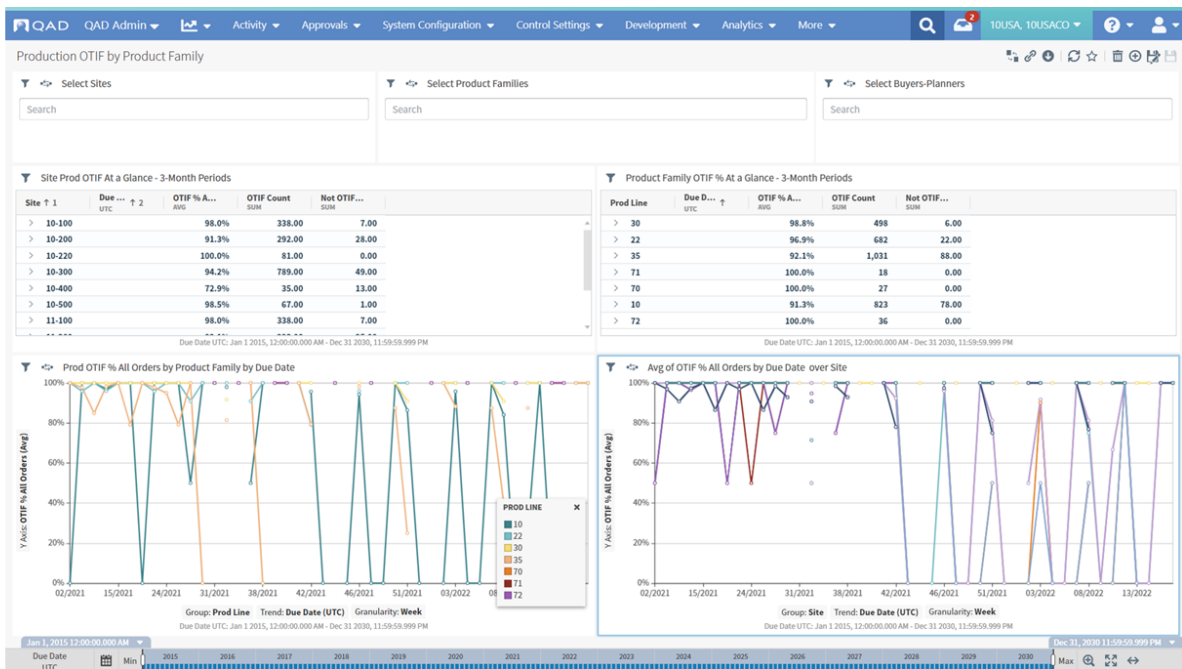 QAD QAD Admin Activity Approvals System Configuration Control Settings Development Analytics More 2 10USA, 10USACO
Production OTIF by Product Family
Select Sites Select Product Families Select Buyers-Planners
Search Search Search
Site Prod OTIF At a Glance - 3-Month Periods
Site ↑ 1 Due ... ↑ 2 OTIF % A... OTIF Count Not OTIF...
UTC AVG SUM SUM
10-100 98.0% 338.00 7.00
10-200 91.3% 292.00 28.00
10-220 100.0% 81.00 0.00
10-300 94.2% 789.00 49.00
10-400 72.9% 35.00 13.00
10-500 98.5% 67.00 1.00
11-100 98.0% 338.00 7.00
Due Date UTC: Jan 1 2015, 12:00:00.000 AM - Dec 31 2030, 11:59:59.999 PM
Product Family OTIF % At a Glance - 3-Month Periods
Prod Line Due D... ↑ OTIF % A... OTIF Count Not OTIF...
UTC AVG SUM SUM
30 98.8% 498 6.00
22 96.9% 682 22.00
35 92.1% 1,031 88.00
71 100.0% 18 0.00
70 100.0% 27 0.00
10 91.3% 823 78.00
72 100.0% 36 0.00
Due Date UTC: Jan 1 2015, 12:00:00.000 AM - Dec 31 2030, 11:59:59.999 PM
Prod OTIF % All Orders by Product Family by Due Date
Y Axis: OTIF % All Orders (Avg)
100%
80%
60%
40%
20%
0%
02/2021 15/2021 24/2021 31/2021 38/2021 42/2021 46/2021 51/2021 03/2022 08
PROD LINE
10
22
30
35
70
71
72
Group: Prod Line Trend: Due Date (UTC) Granularity: Week
Due Date UTC: Jan 1 2015, 12:00:00.000 AM - Dec 31 2030, 11:59:59.999 PM
Avg of OTIF % All Orders by Due Date over Site
Y Axis: OTIF % All Orders (Avg)
100%
80%
60%
40%
20%
0%
02/2021 15/2021 24/2021 31/2021 38/2021 42/2021 46/2021 51/2021 03/2022 08/2022 13/2022
Group: Site Trend: Due Date (UTC) Granularity: Week
Due Date UTC: Jan 1 2015, 12:00:00.000 AM - Dec 31 2030, 11:59:59.999 PM
Jan 1, 2015 12:00:00.000 AM Dec 31, 2030 11:59:59.999 PM
Due Date
UTC
Min 2015 2016 2017 2018 2019 2020 2021 2022 2023 2024 2025 2026 2027 2028 2029 2030 Max